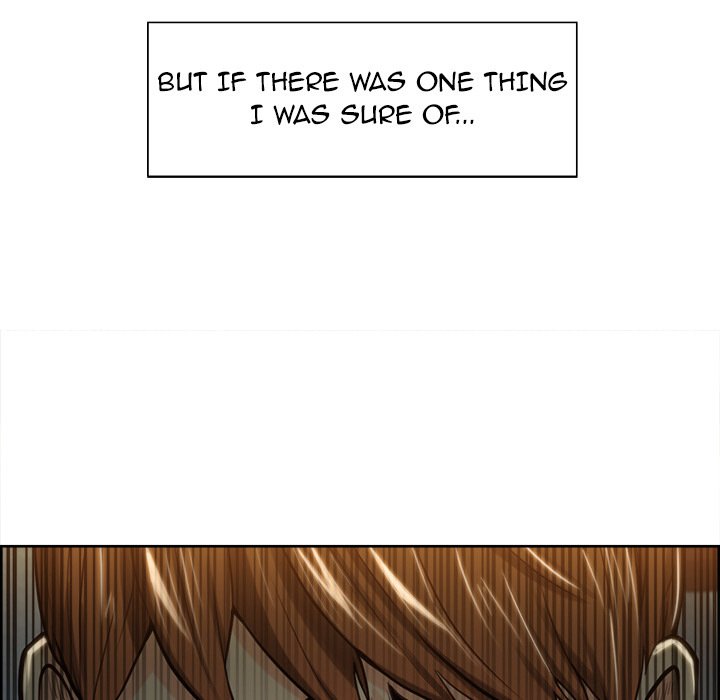 BUT IF THERE WAS ONE THING
I WAS SURE OF...